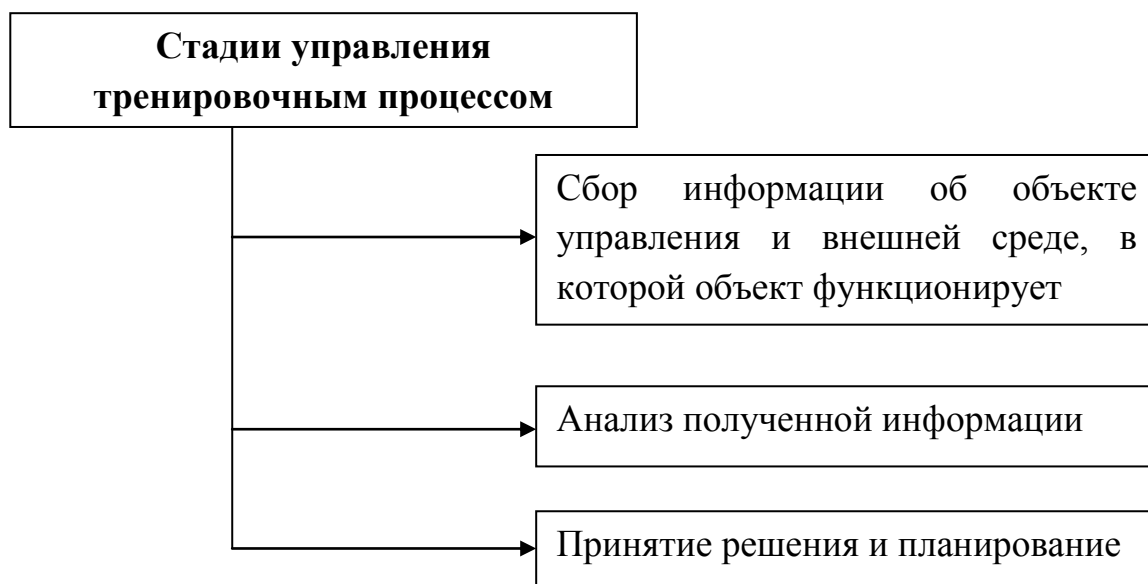 Стадии управления
тренировочным процессом
Сбор информации об объекте
управления и внешней среде, в
которой объект функционирует
Анализ полученной информации
Принятие решения и планирование